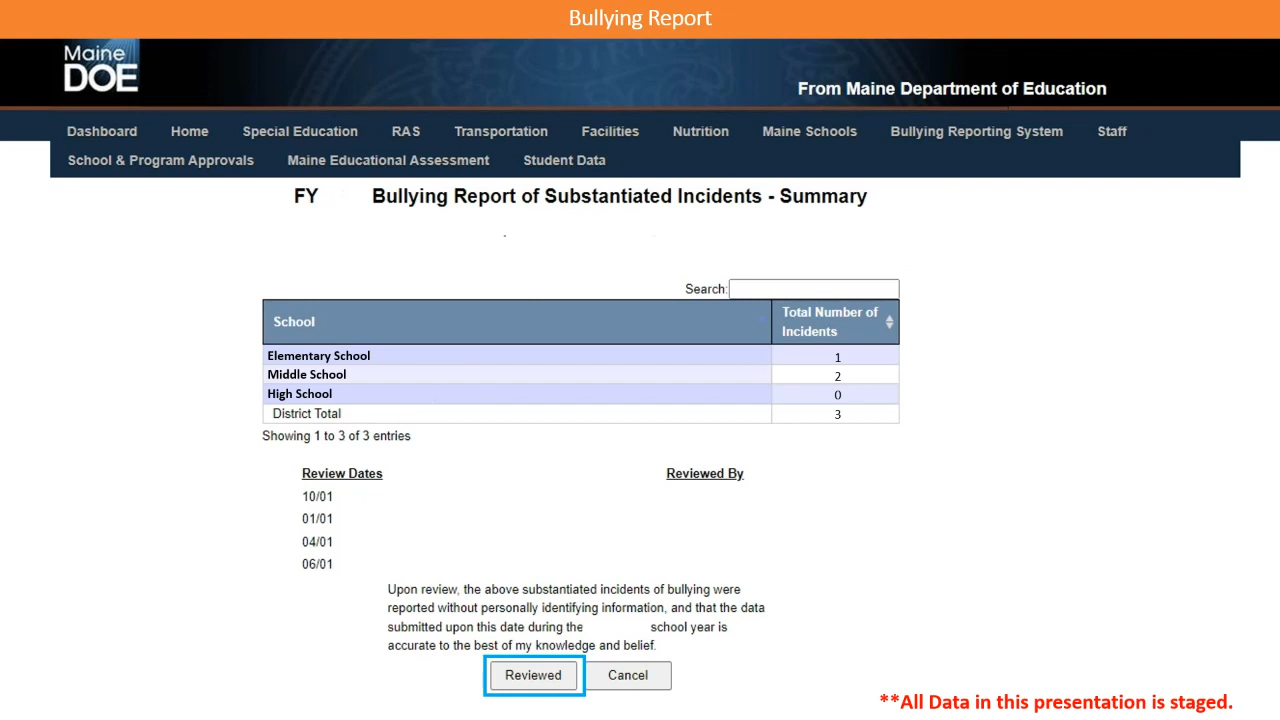 Bullying Report
Maine
DOE
From Maine Department of Education
Dashboard Home Special Education RAS Transportation Facilities Nutrition Maine Schools Bullying Reporting System Staff
School & Program Approvals Maine Educational Assessment Student Data
FY Bullying Report of Substantiated Incidents - Summary
Search:
School Total Number of
Incidents
Elementary School 1
Middle School 2
High School 0
District Total 3
Showing 1 to 3 of 3 entries
Review Dates Reviewed By
10/01
01/01
04/01
06/01
Upon review, the above substantiated incidents of bullying were
reported without personally identifying information, and that the data
submitted upon this date during the school year is
accurate to the best of my knowledge and belief.
Reviewed Cancel
**All Data in this presentation is staged.